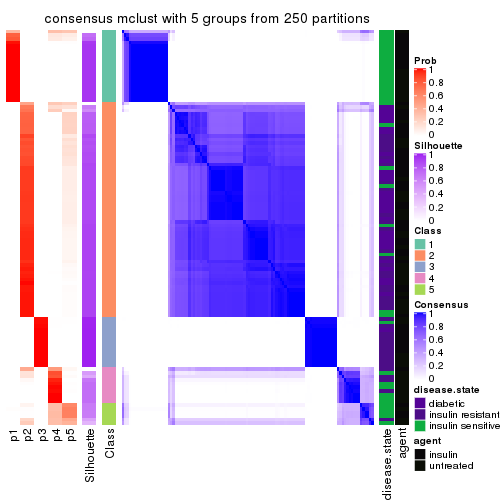 consensus mclust with 5 groups from 250 partitions
Prob
1
0.8
0.6
0.4
0.2
0
Silhouette
1
0.8
0.6
0.4
0.2
0
Class
1
2
3
4
5
Consensus
1
0.8
0.6
0.4
0.2
0
disease.state
diabetic
insulin resistant
insulin sensitive
agent
insulin
untreated
p1
p2
p3
p4
p5
Silhouette
Class
disease.state
agent